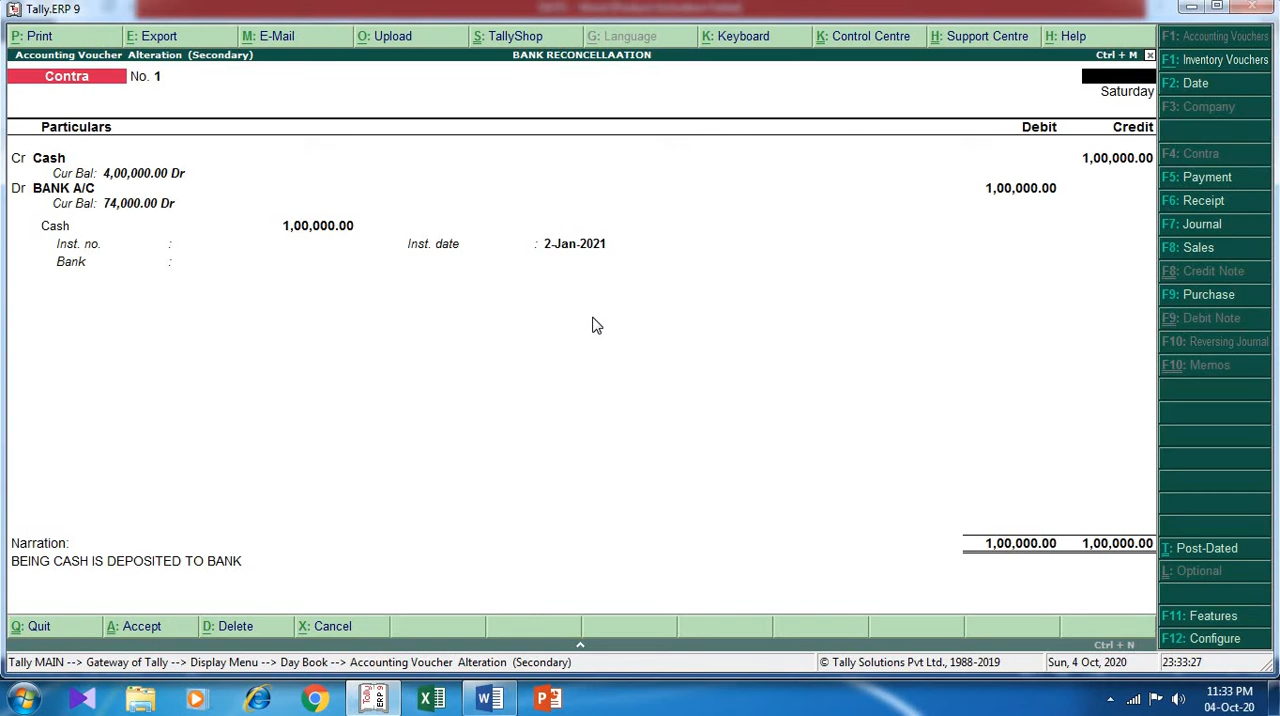 Tally.ERP 9
P: Print E: Export M: E-Mail O: Upload S: TallyShop G: Language K: Keyboard K: Control Centre H: Support Centre H: Help
Accounting Voucher Alteration (Secondary) BANK RECONCELLAATION Ctrl + M
Contra No. 1
Saturday
Particulars Debit Credit
Cr Cash 1,00,000.00
Cur Bal: 4,00,000.00 Dr
Dr BANK A/C 1,00,000.00
Cur Bal: 74,000.00 Dr
Cash 1,00,000.00
Inst. no. : Inst. date : 2-Jan-2021
Bank :
Narration: 1,00,000.00 1,00,000.00
BEING CASH IS DEPOSITED TO BANK
F1: Accounting Vouchers
F1: Inventory Vouchers
F2: Date
F3: Company
F4: Contra
F5: Payment
F6: Receipt
F7: Journal
F8: Sales
F8: Credit Note
F9: Purchase
F9: Debit Note
F10: Reversing Journal
F10: Memos
T: Post-Dated
L: Optional
F11: Features
F12: Configure
Q: Quit A: Accept D: Delete X: Cancel
Ctrl + N
Tally MAIN --> Gateway of Tally --> Display Menu --> Day Book --> Accounting Voucher Alteration (Secondary) © Tally Solutions Pvt Ltd., 1988-2019 Sun, 4 Oct, 2020 23:33:27
11:33 PM
04-Oct-20